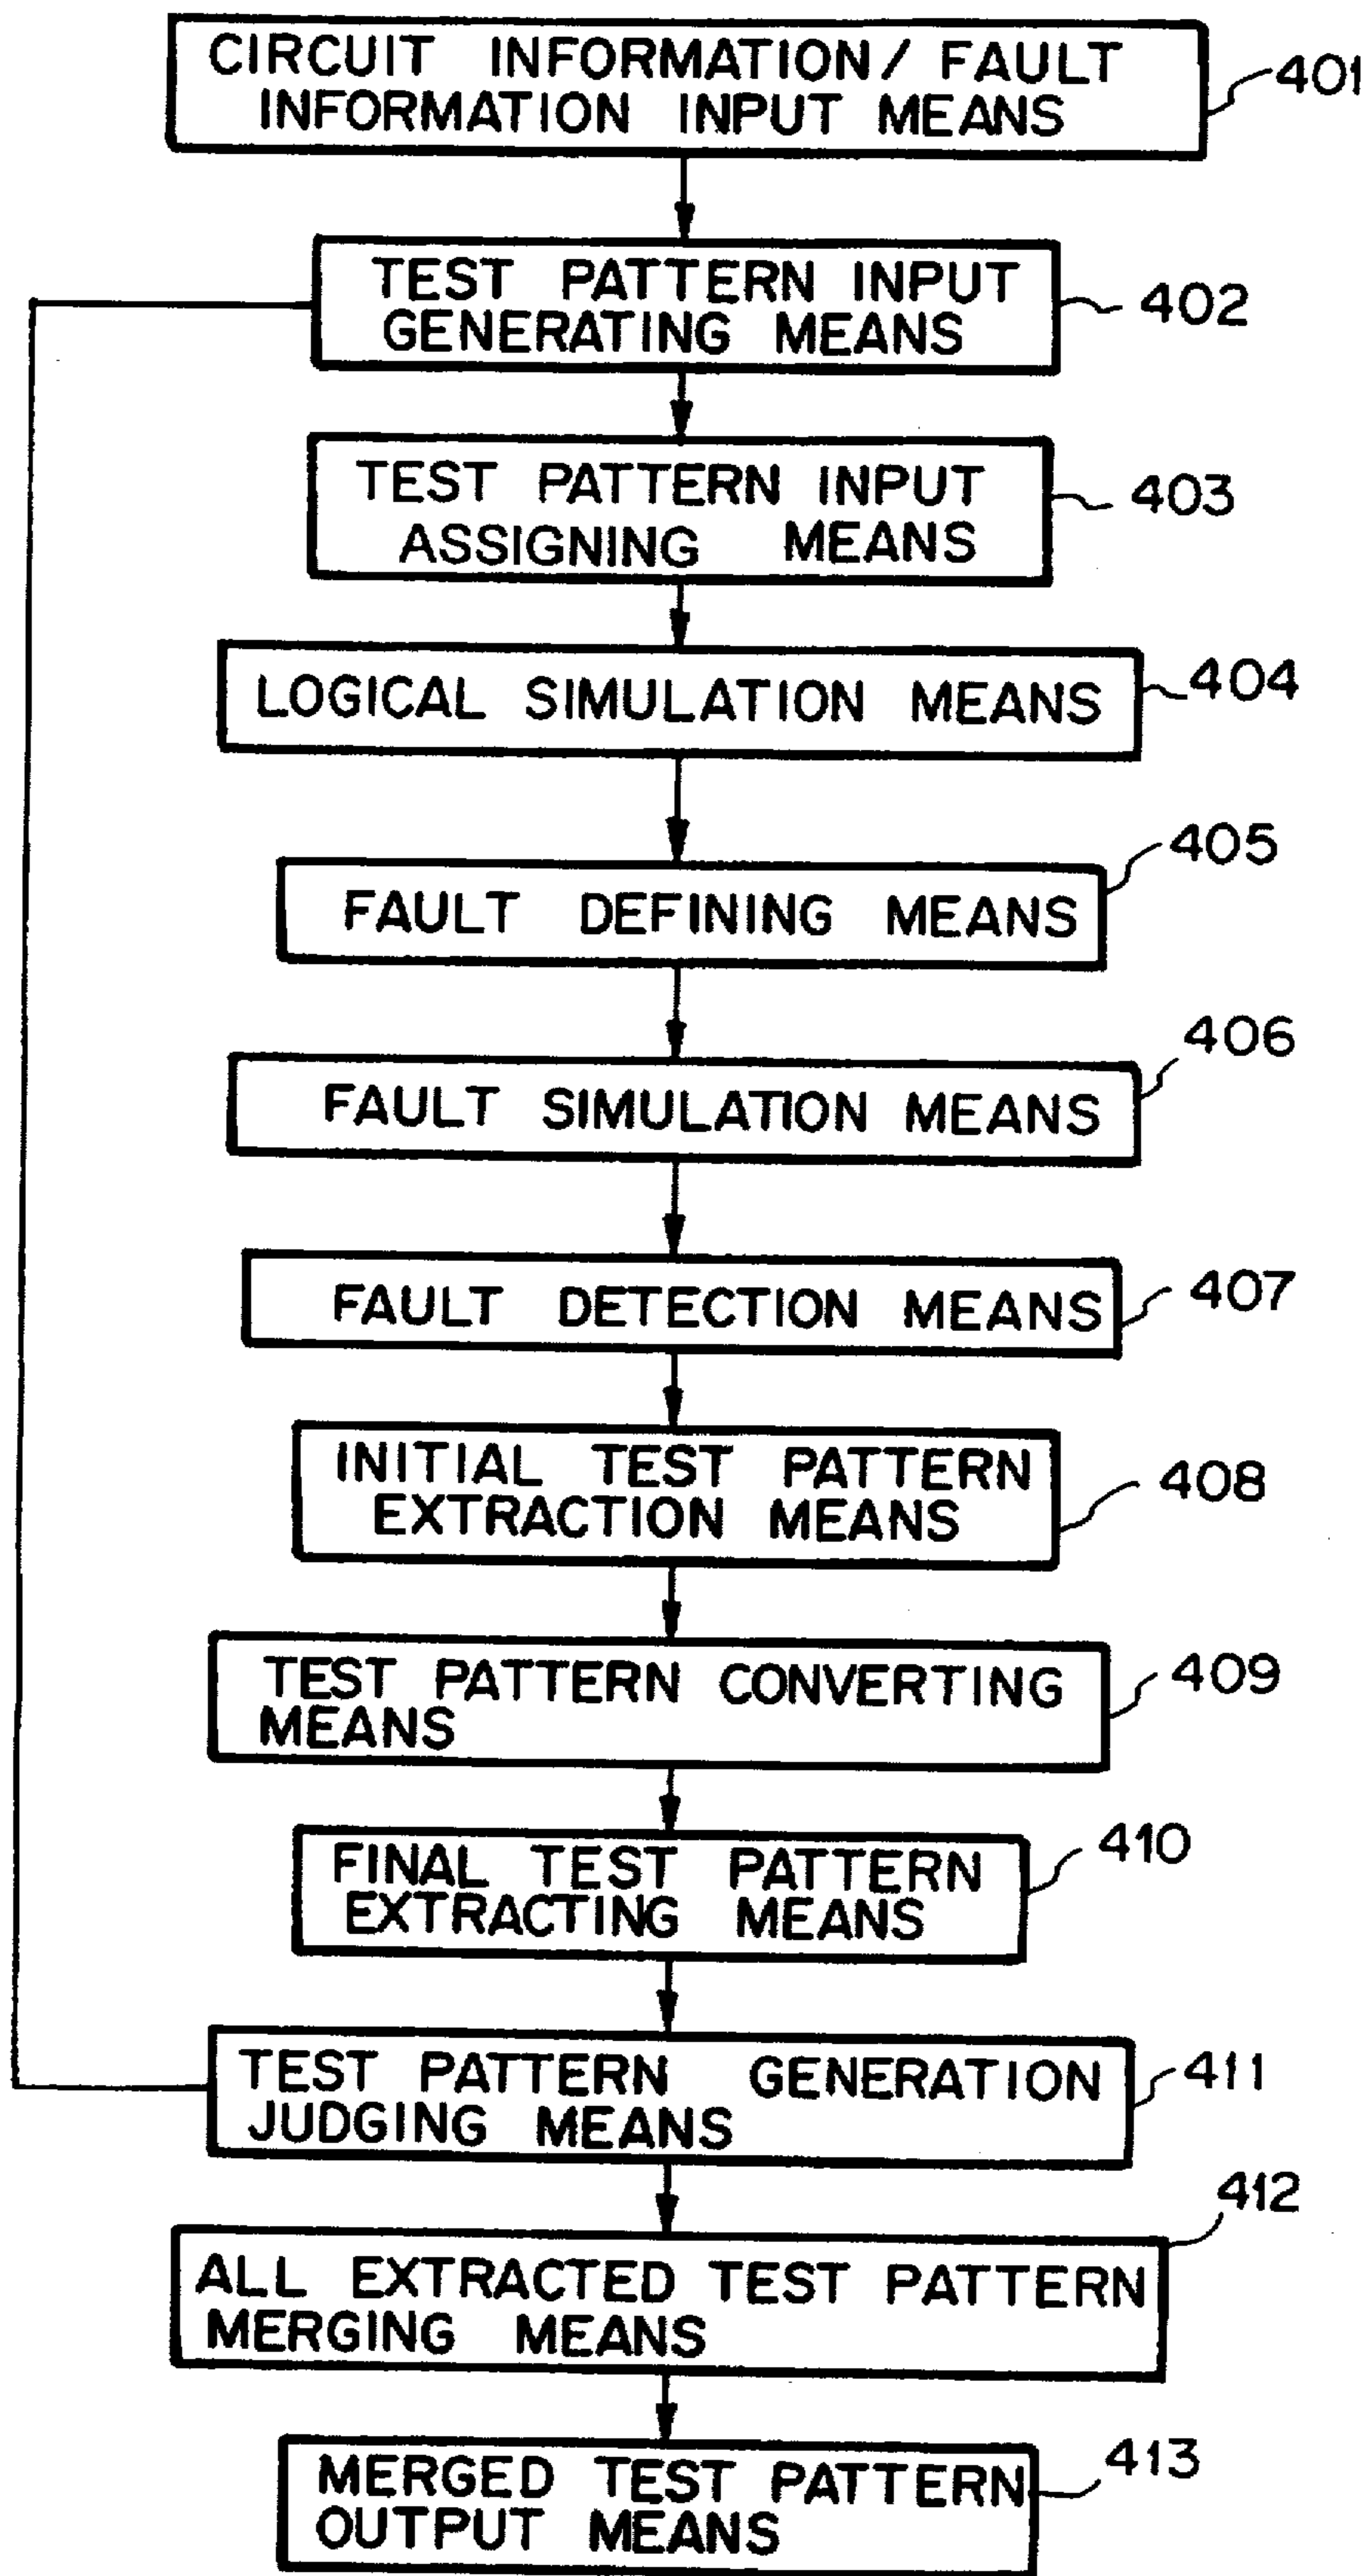 CIRCUIT INFORMATION/ FAULT
INFORMATION INPUT MEANS
401
TEST PATTERN INPUT
GENERATING MEANS
402
TEST PATTERN INPUT
ASSIGNING MEANS
403
LOGICAL SIMULATION MEANS
404
FAULT DEFINING MEANS
405
FAULT SIMULATION MEANS
406
FAULT DETECTION MEANS
407
INITIAL TEST PATTERN
EXTRACTION MEANS
408
TEST PATTERN CONVERTING
MEANS
409
FINAL TEST PATTERN
EXTRACTING MEANS
410
TEST PATTERN GENERATION
JUDGING MEANS
411
ALL EXTRACTED TEST PATTERN
MERGING MEANS
412
MERGED TEST PATTERN
OUTPUT MEANS
413